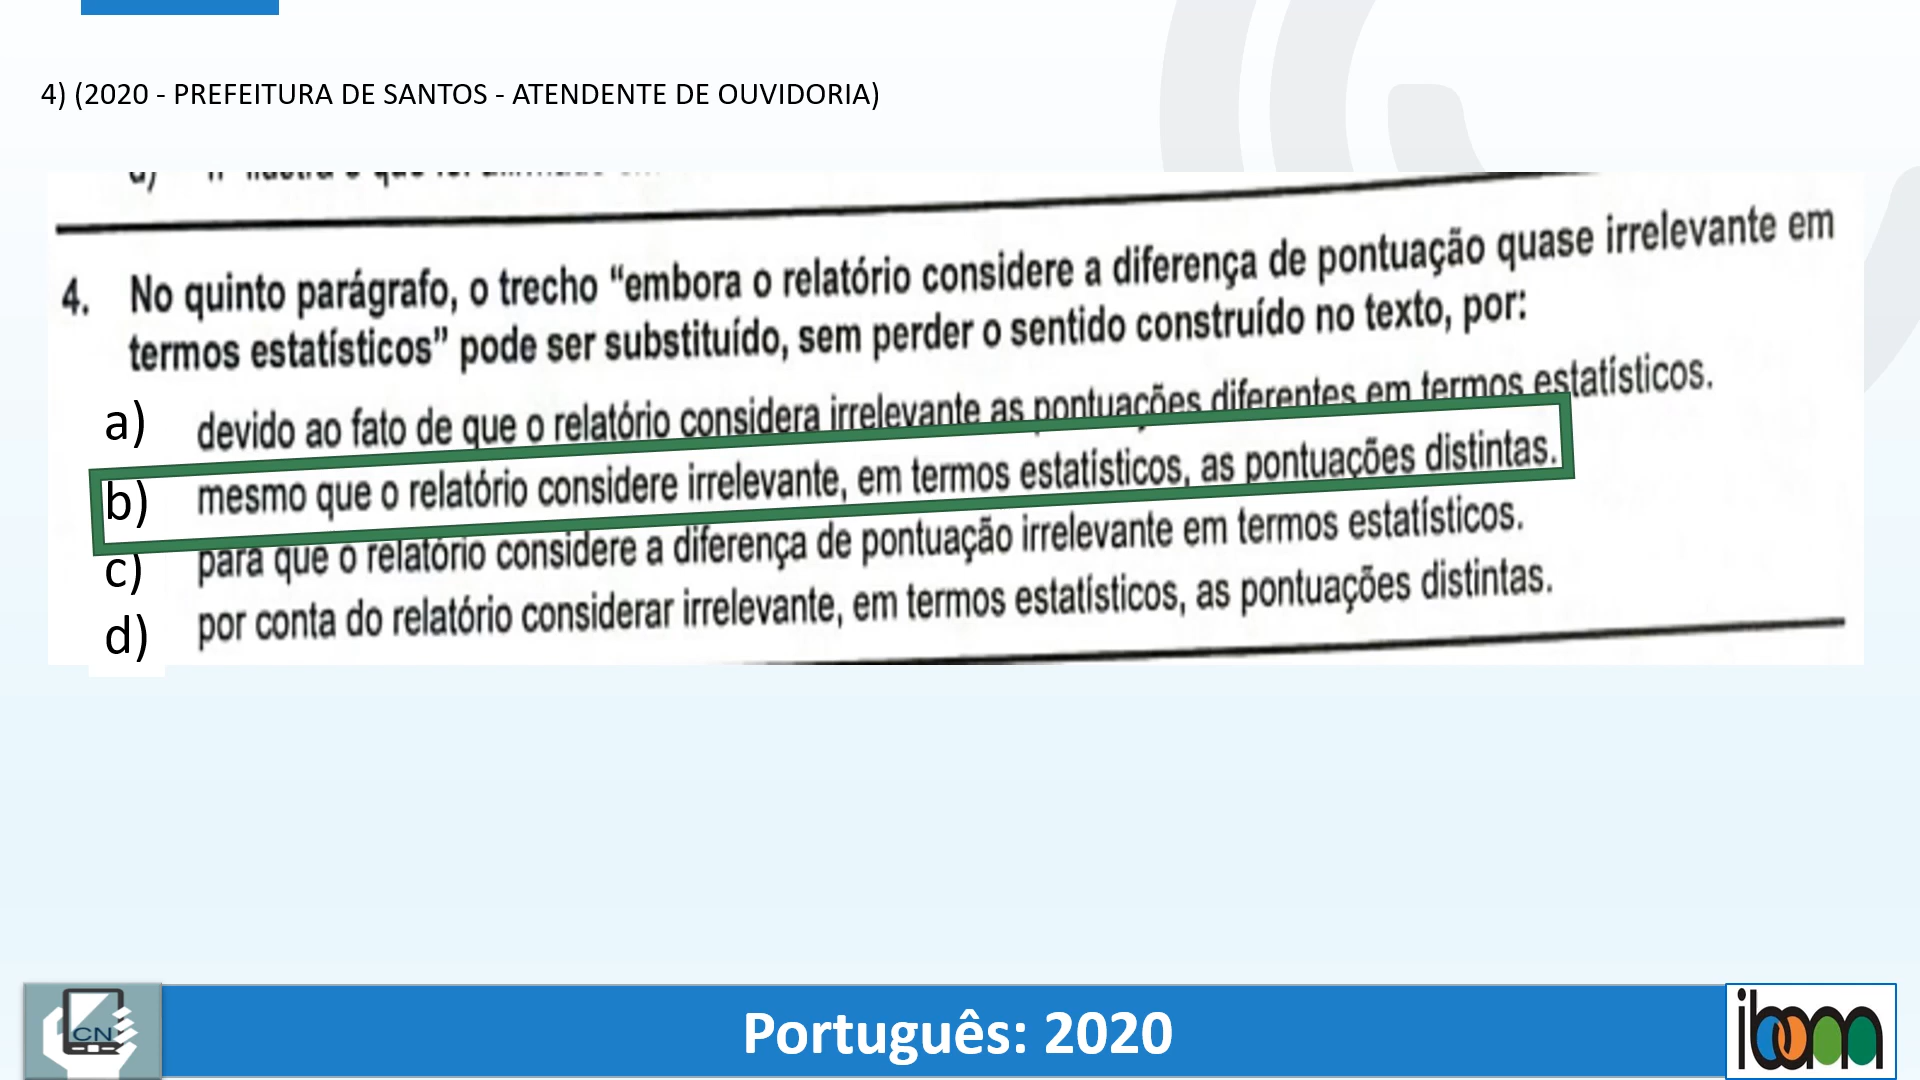 4) (2020 - PREFEITURA DE SANTOS - ATENDENTE DE OUVIDORIA)
4. No quinto parágrafo, o trecho “embora o relatório considere a diferença de pontuação quase irrelevante em
termos estatísticos” pode ser substituído, sem perder o sentido construído no texto, por:
a) devido ao fato de que o relatório considera irrelevante as pontuações diferentes em termos estatísticos.
b) mesmo que o relatório considere irrelevante, em termos estatísticos, as pontuações distintas.
c) para que o relatório considere a diferença de pontuação irrelevante em termos estatísticos.
d) por conta do relatório considerar irrelevante, em termos estatísticos, as pontuações distintas.
CN
Português: 2020
ibam